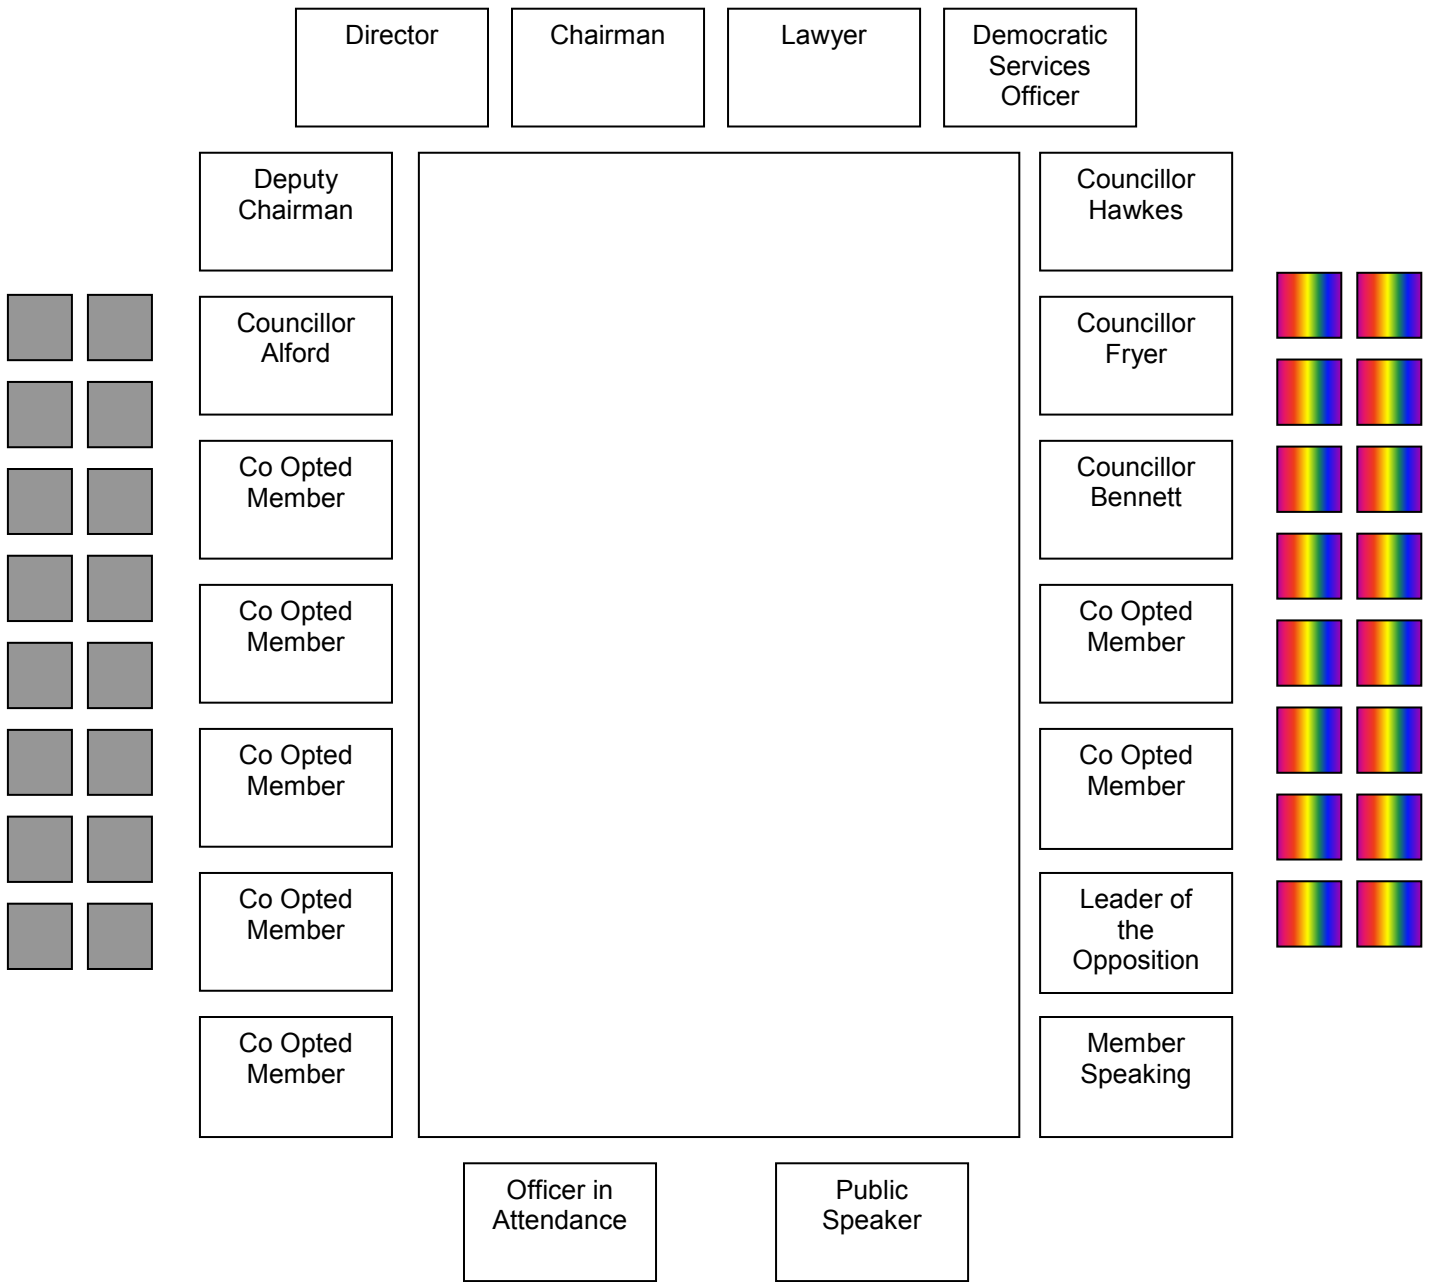 Director
Chairman
Lawyer
Democratic
Services
Officer
Deputy
Chairman
Councillor
Hawkes
Councillor
Alford
Councillor
Fryer
Co Opted
Member
Councillor
Bennett
Co Opted
Member
Co Opted
Member
Co Opted
Member
Co Opted
Member
Co Opted
Member
Leader of
the
Opposition
Co Opted
Member
Member
Speaking
Officer in
Attendance
Public
Speaker